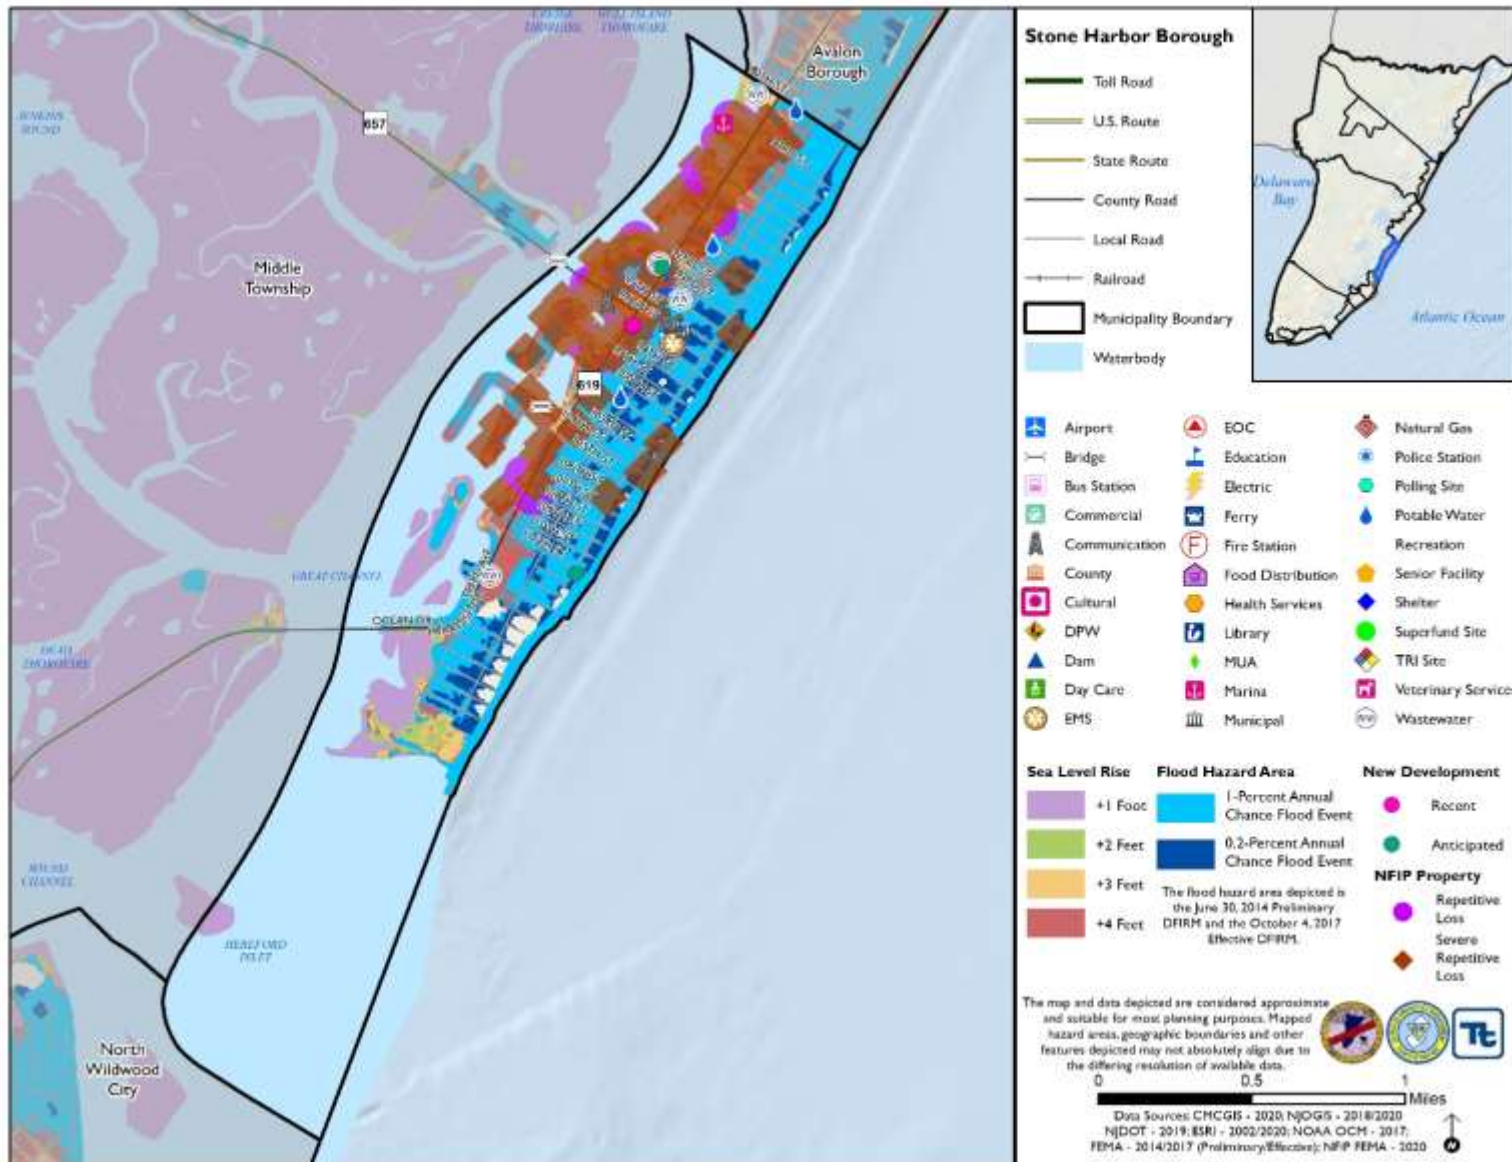 Avalon
Borough
657
Middle
Township
619
GREAT CHANNEL
OCEAN DR
HEREFORD
INLET
North
Wildwood
City
Stone Harbor Borough
Toll Road
U.S. Route
State Route
County Road
Local Road
Railroad
Municipality Boundary
Waterbody
Delaware
Bay
Atlantic Ocean
Airport
Bridge
Bus Station
Commercial
Communication
County
Cultural
DPW
Dam
Day Care
EMS
EOC
Education
Electric
Ferry
Fire Station
Food Distribution
Health Services
Library
MUA
Marina
Municipal
Natural Gas
Police Station
Polling Site
Potable Water
Recreation
Senior Facility
Shelter
Superfund Site
TRI Site
Veterinary Service
Wastewater
Sea Level Rise
+1 Foot
+2 Feet
+3 Feet
+4 Feet
Flood Hazard Area
1-Percent Annual
Chance Flood Event
0.2-Percent Annual
Chance Flood Event
The flood hazard area depicted is
the June 30, 2014 Preliminary
DFIRM and the October 4, 2017
Effective DFIRM.
New Development
Recent
Anticipated
NFIP Property
Repetitive
Loss
Severe
Repetitive
Loss
The map and data depicted are considered approximate
and suitable for most planning purposes. Mapped
hazard areas, geographic boundaries and other
features depicted may not absolutely align due to
the differing resolution of available data.
0 0.5 1
Miles
Data Sources: CMCGIS - 2020; NJOGIS - 2018/2020
NJDOT - 2019; ESRI - 2002/2020; NOAA OCM - 2017;
FEMA - 2014/2017 (Preliminary/Effective); NFIP FEMA - 2020